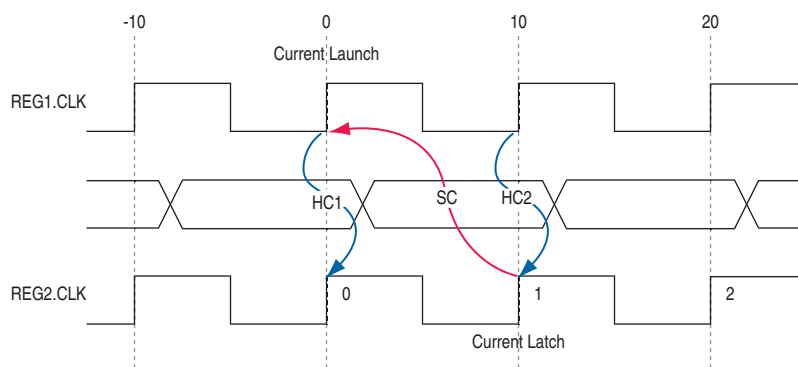 -10 0 10 20
Current Launch
REG1.CLK
HC1 SC HC2
REG2.CLK 0 1 2
Current Latch